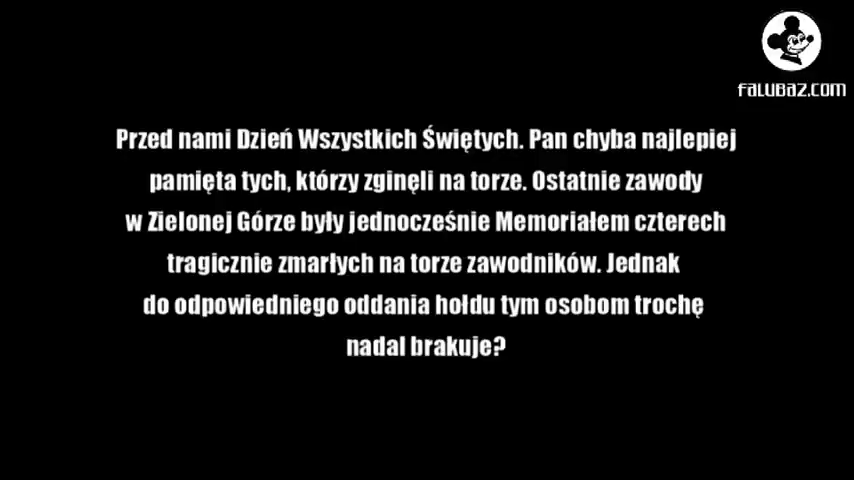 FALUBAZ.COM
Przed nami Dzień Wszystkich Świętych. Pan chyba najlepiej
pamięta tych, którzy zginęli na torze. Ostatnie zawody
w Zielonej Górze były jednocześnie Memoriałem czterech
tragicznie zmarłych na torze zawodników. Jednak
do odpowiedniego oddania hołdu tym osobom trochę
nadal brakuje?